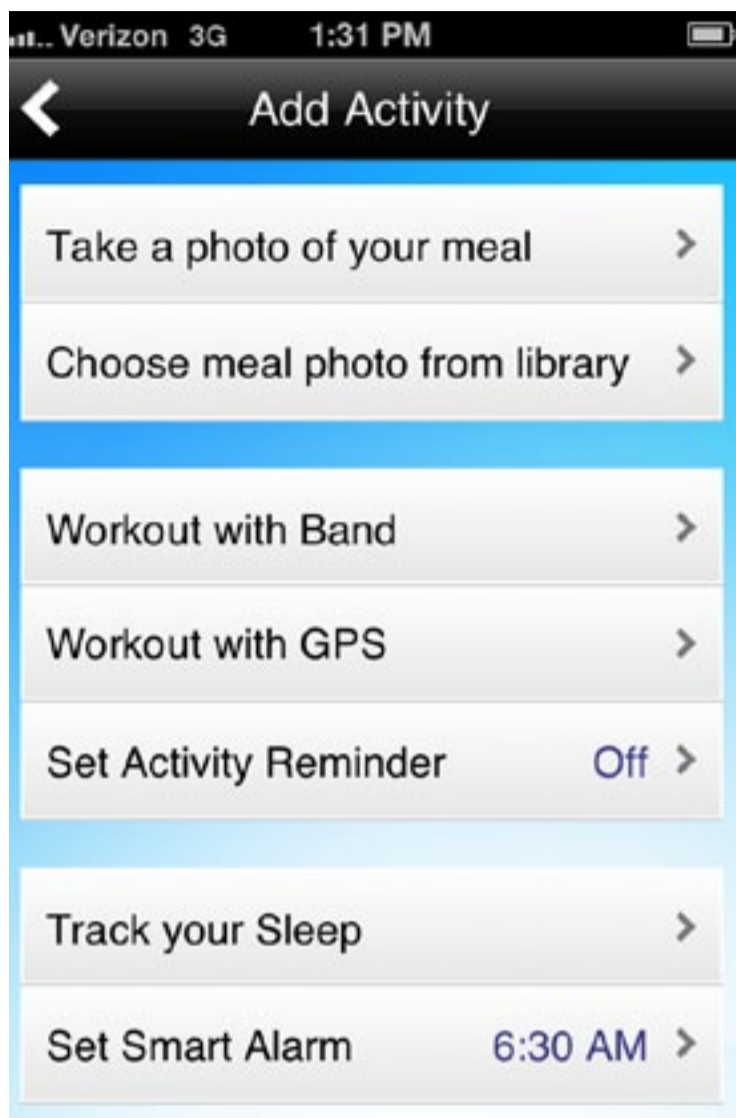 Verizon 3G 1:31 PM
Add Activity
Take a photo of your meal
Choose meal photo from library
Workout with Band
Workout with GPS
Set Activity Reminder Off
Track your Sleep
Set Smart Alarm 6:30 AM